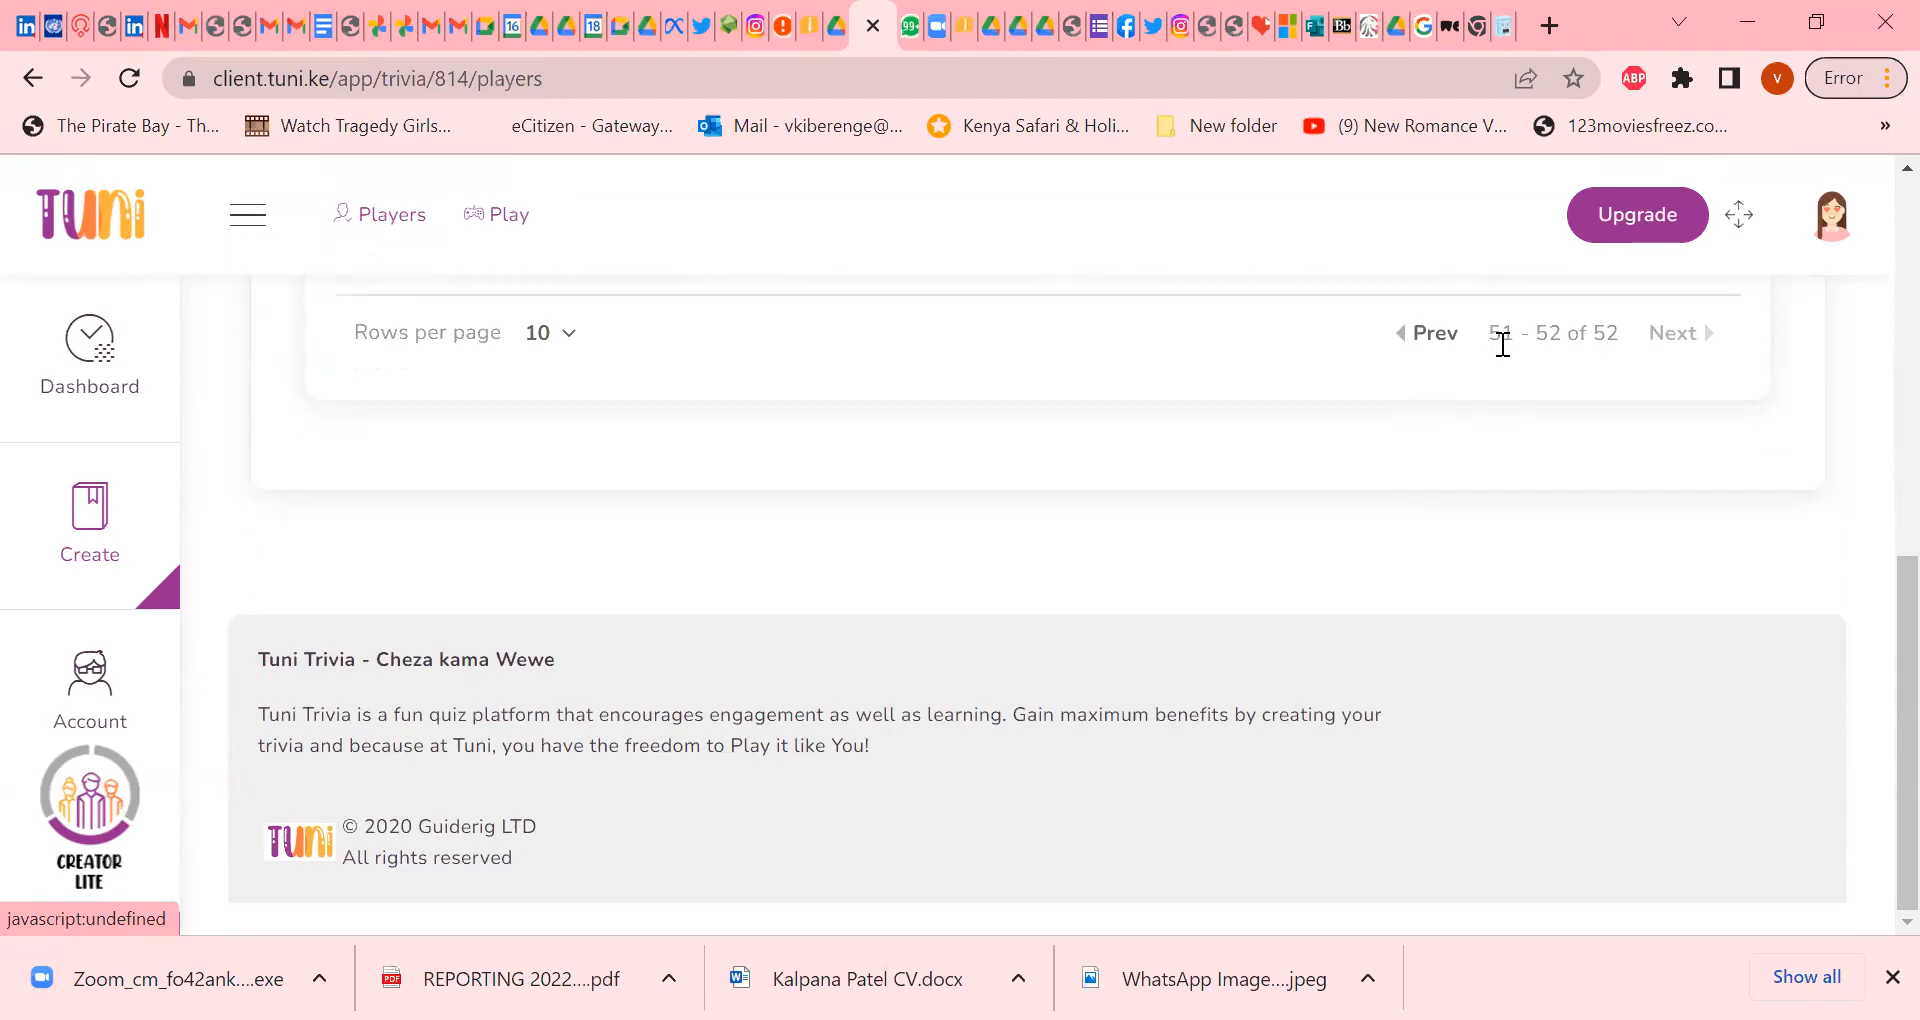 99+
Bb
client.tuni.ke/app/trivia/814/players
ABP
V
Error
The Pirate Bay - Th...
Watch Tragedy Girls...
eCitizen - Gateway...
Mail - vkiberenge@...
Kenya Safari & Holi...
New folder
(9) New Romance V...
123moviesfreez.co...
»
TUNi
Players
Play
Upgrade
Rows per page 10
Prev 51 - 52 of 52 Next
Dashboard
Create
Account
CREATOR
LITE
Tuni Trivia - Cheza kama Wewe
Tuni Trivia is a fun quiz platform that encourages engagement as well as learning. Gain maximum benefits by creating your
trivia and because at Tuni, you have the freedom to Play it like You!
TUNi
© 2020 Guiderig LTD
All rights reserved
javascript:undefined
Zoom_cm_fo42ank....exe
REPORTING 2022....pdf
Kalpana Patel CV.docx
WhatsApp Image....jpeg
Show all